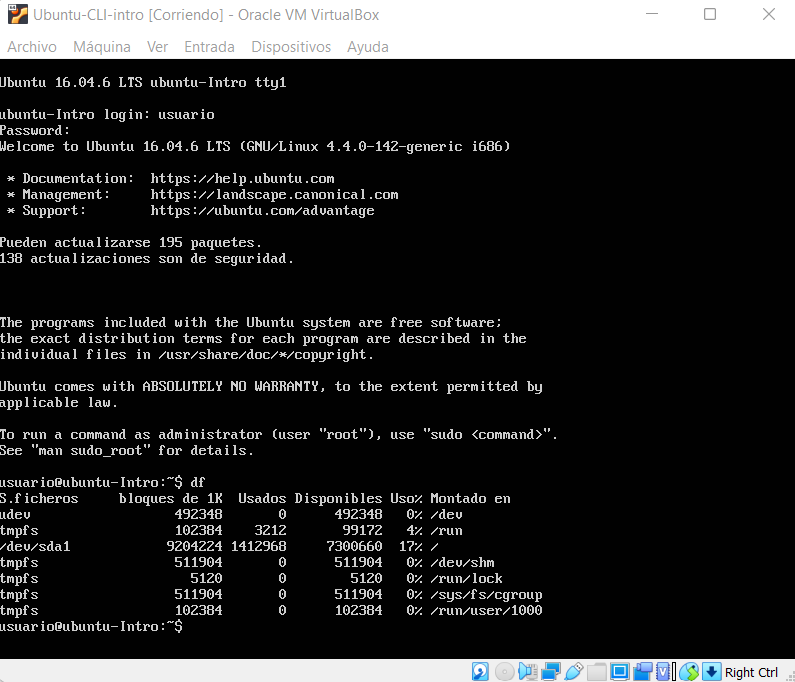 Ubuntu-CLI-intro [Corriendo] - Oracle VM VirtualBox
Archivo Máquina Ver Entrada Dispositivos Ayuda
Ubuntu 16.04.6 LTS ubuntu-Intro tty1
ubuntu-Intro login: usuario
Password:
Welcome to Ubuntu 16.04.6 LTS (GNU/Linux 4.4.0-142-generic i686)
* Documentation:  https://help.ubuntu.com
* Management:     https://landscape.canonical.com
* Support:        https://ubuntu.com/advantage
Pueden actualizarse 195 paquetes.
138 actualizaciones son de seguridad.
The programs included with the Ubuntu system are free software;
the exact distribution terms for each program are described in the
individual files in /usr/share/doc/*/copyright.
Ubuntu comes with ABSOLUTELY NO WARRANTY, to the extent permitted by
applicable law.
To run a command as administrator (user "root"), use "sudo <command>".
See "man sudo_root" for details.
usuario@ubuntu-Intro:~$ df
S.ficheros     bloques de 1K  Usados Disponibles Uso% Montado en
udev                  492348       0      492348   0% /dev
tmpfs                 102384    3212       99172   4% /run
/dev/sda1            9204224 1412968     7300660  17% /
tmpfs                 511904       0      511904   0% /dev/shm
tmpfs                   5120       0        5120   0% /run/lock
tmpfs                 511904       0      511904   0% /sys/fs/cgroup
tmpfs                 102384       0      102384   0% /run/user/1000
usuario@ubuntu-Intro:~$
Right Ctrl